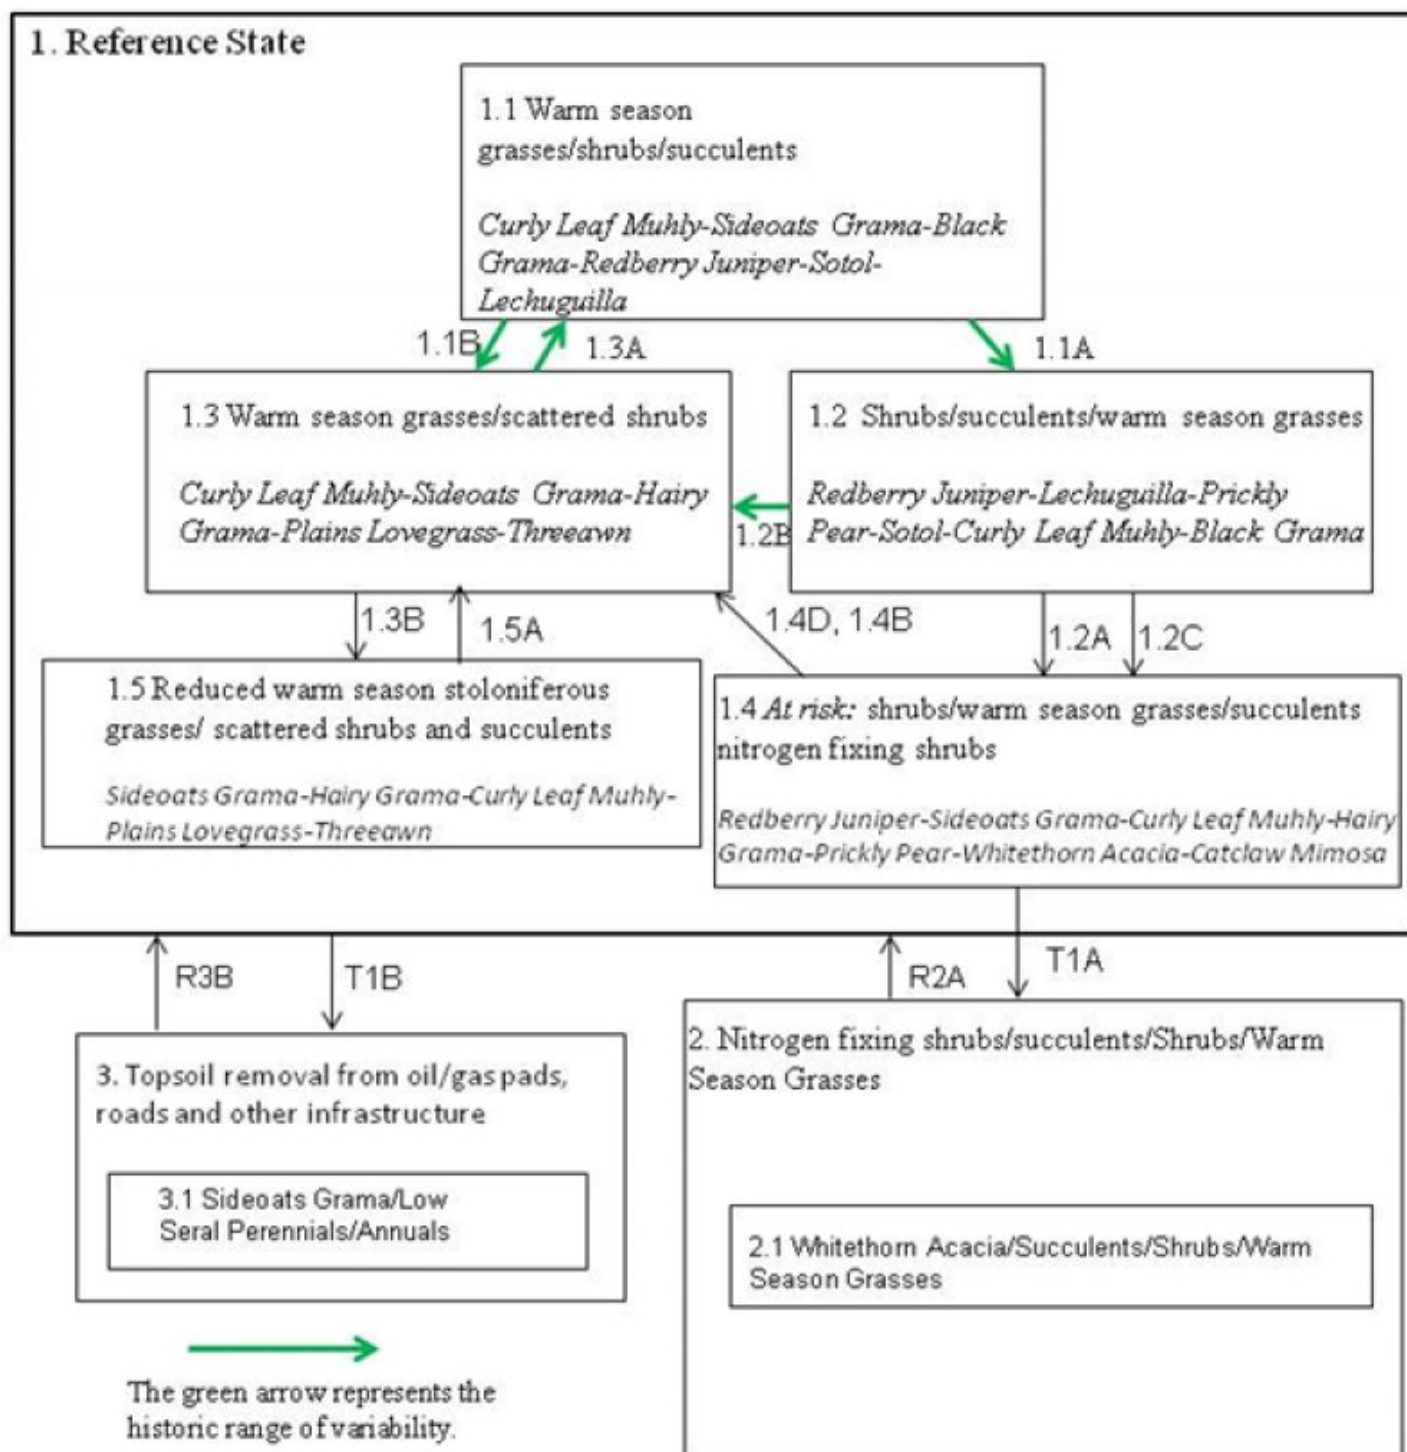 1. Reference State
1.1 Warm season
grasses/shrubs/succulents
Curly Leaf Muhly-Sideoats Grama-Black
Grama-Redberry Juniper-Sotol-
Lechuguilla
1.1B
1.3A
1.1A
1.3 Warm season grasses/scattered shrubs
Curly Leaf Muhly-Sideoats Grama-Hairy
Grama-Plains Lovegrass-Threeawn
1.2B
1.2 Shrubs/succulents/warm season grasses
Redberry Juniper-Lechuguilla-Prickly
Pear-Sotol-Curly Leaf Muhly-Black Grama
1.3B
1.5A
1.4D, 1.4B
1.2A
1.2C
1.5 Reduced warm season stoloniferous
grasses/ scattered shrubs and succulents
Sideoats Grama-Hairy Grama-Curly Leaf Muhly-
Plains Lovegrass-Threeawn
1.4 At risk: shrubs/warm season grasses/succulents
nitrogen fixing shrubs
Redberry Juniper-Sideoats Grama-Curly Leaf Muhly-Hairy
Grama-Prickly Pear-Whitethorn Acacia-Catclaw Mimosa
R3B
T1B
R2A
T1A
3. Topsoil removal from oil/gas pads,
roads and other infrastructure
3.1 Sideoats Grama/Low
Seral Perennials/Annuals
2. Nitrogen fixing shrubs/succulents/Shrubs/Warm
Season Grasses
2.1 Whitethorn Acacia/Succulents/Shrubs/Warm
Season Grasses
The green arrow represents the
historic range of variability.